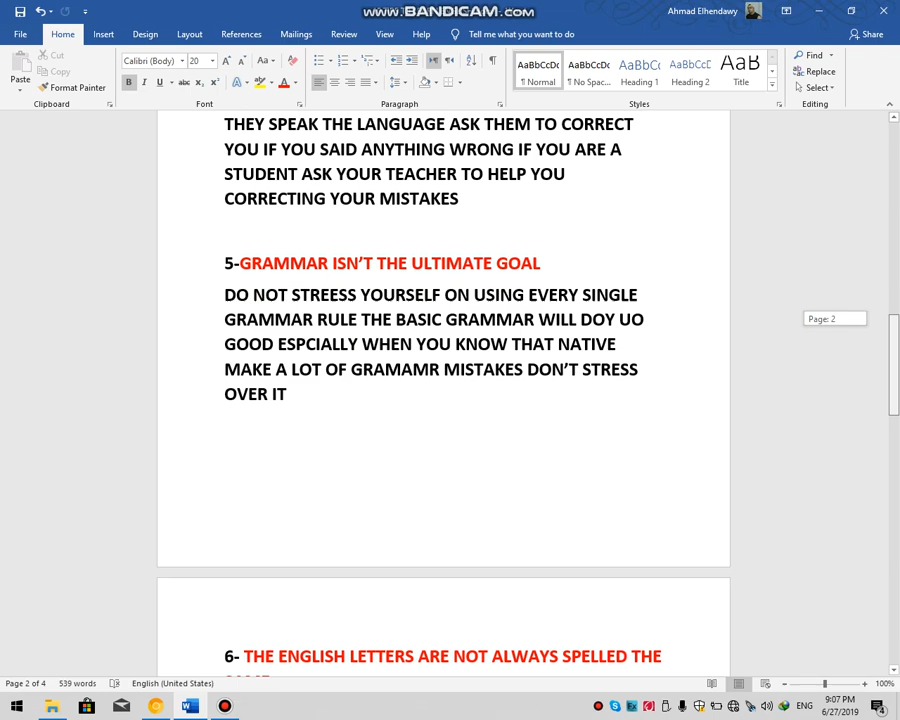 www.BANDICAM.com
Ahmad Elhendawy
File Home Insert Design Layout References Mailings Review View Help Tell me what you want to do Share
Paste
Cut
Copy
Format Painter
Clipboard
Calibri (Body) 20
Font
Paragraph
AaBbCcDc AaBbCcDc AaBbC( AaBbCcD AaB
¶ Normal ¶ No Spac... Heading 1 Heading 2 Title
Styles
Find
Replace
Select
Editing
THEY SPEAK THE LANGUAGE ASK THEM TO CORRECT
YOU IF YOU SAID ANYTHING WRONG IF YOU ARE A
STUDENT ASK YOUR TEACHER TO HELP YOU
CORRECTING YOUR MISTAKES
5-GRAMMAR ISN’T THE ULTIMATE GOAL
DO NOT STREESS YOURSELF ON USING EVERY SINGLE
GRAMMAR RULE THE BASIC GRAMMAR WILL DOY UO
GOOD ESPCIALLY WHEN YOU KNOW THAT NATIVE
MAKE A LOT OF GRAMAMR MISTAKES DON’T STRESS
OVER IT
Page: 2
6- THE ENGLISH LETTERS ARE NOT ALWAYS SPELLED THE
Page 2 of 4 539 words English (United States) 100%
ENG 9:07 PM
6/27/2019 4